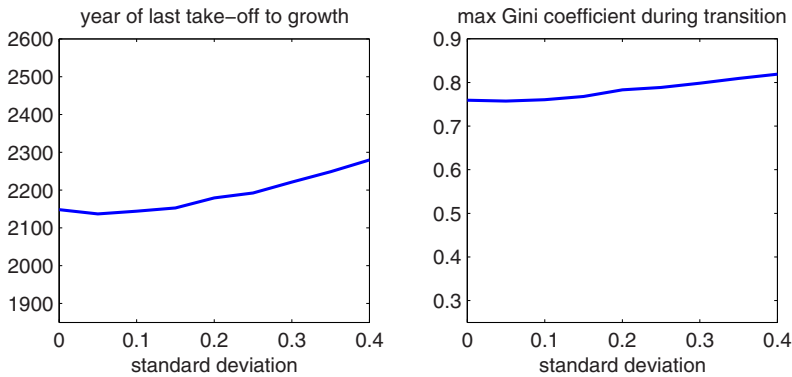 year of last take−off to growth
2600
2500
2400
2300
2200
2100
2000
1900
0 0.1 0.2 0.3 0.4
standard deviation
max Gini coefficient during transition
0.9
0.8
0.7
0.6
0.5
0.4
0.3
0 0.1 0.2 0.3 0.4
standard deviation